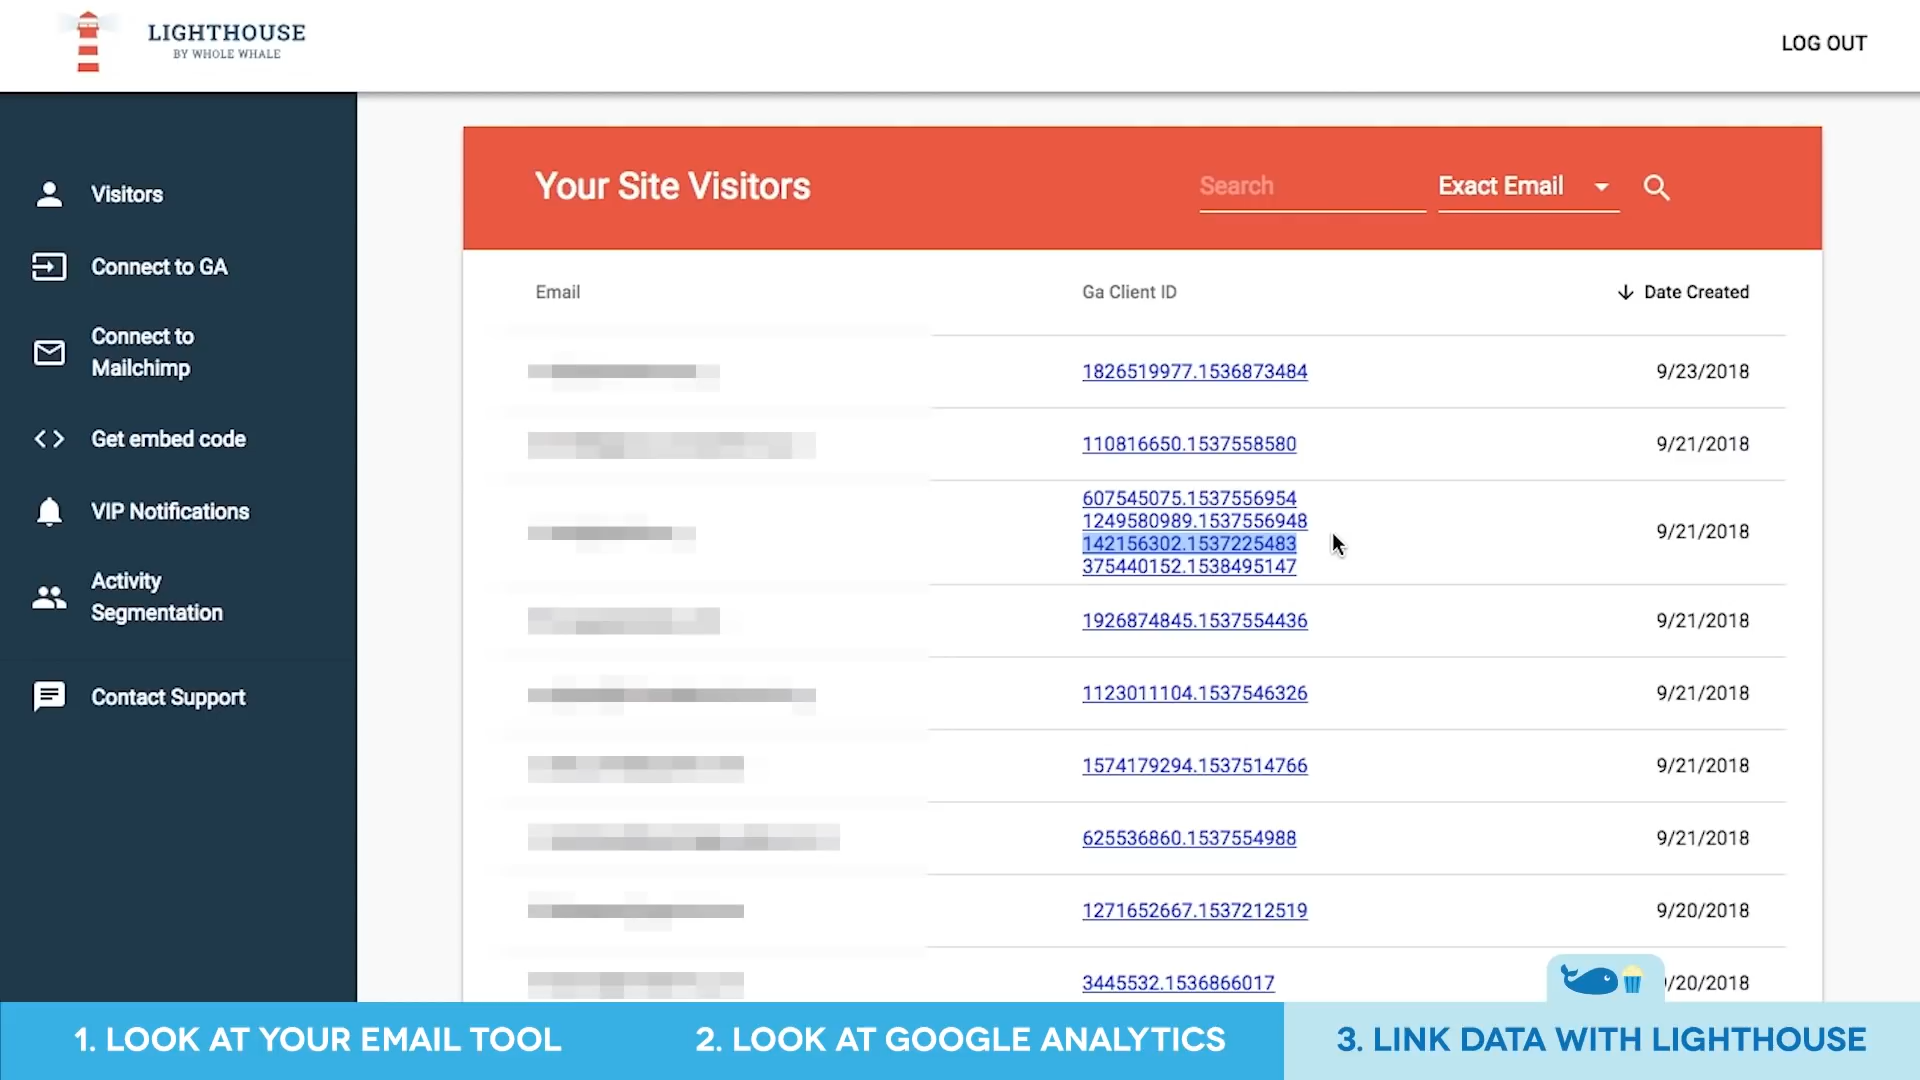 LIGHTHOUSE
BY WHOLE WHALE
LOG OUT
Visitors
Connect to GA
Connect to
Mailchimp
Get embed code
VIP Notifications
Activity
Segmentation
Contact Support
Your Site Visitors
Search
Exact Email
Email
Ga Client ID
Date Created
1826519977.1536873484
9/23/2018
110816650.1537558580
9/21/2018
607545075.1537556954
1249580989.1537556948
142156302.1537225483
375440152.1538495147
9/21/2018
1926874845.1537554436
9/21/2018
1123011104.1537546326
9/21/2018
1574179294.1537514766
9/21/2018
625536860.1537554988
9/21/2018
1271652667.1537212519
9/20/2018
3445532.1536866017
/20/2018
1. LOOK AT YOUR EMAIL TOOL
2. LOOK AT GOOGLE ANALYTICS
3. LINK DATA WITH LIGHTHOUSE